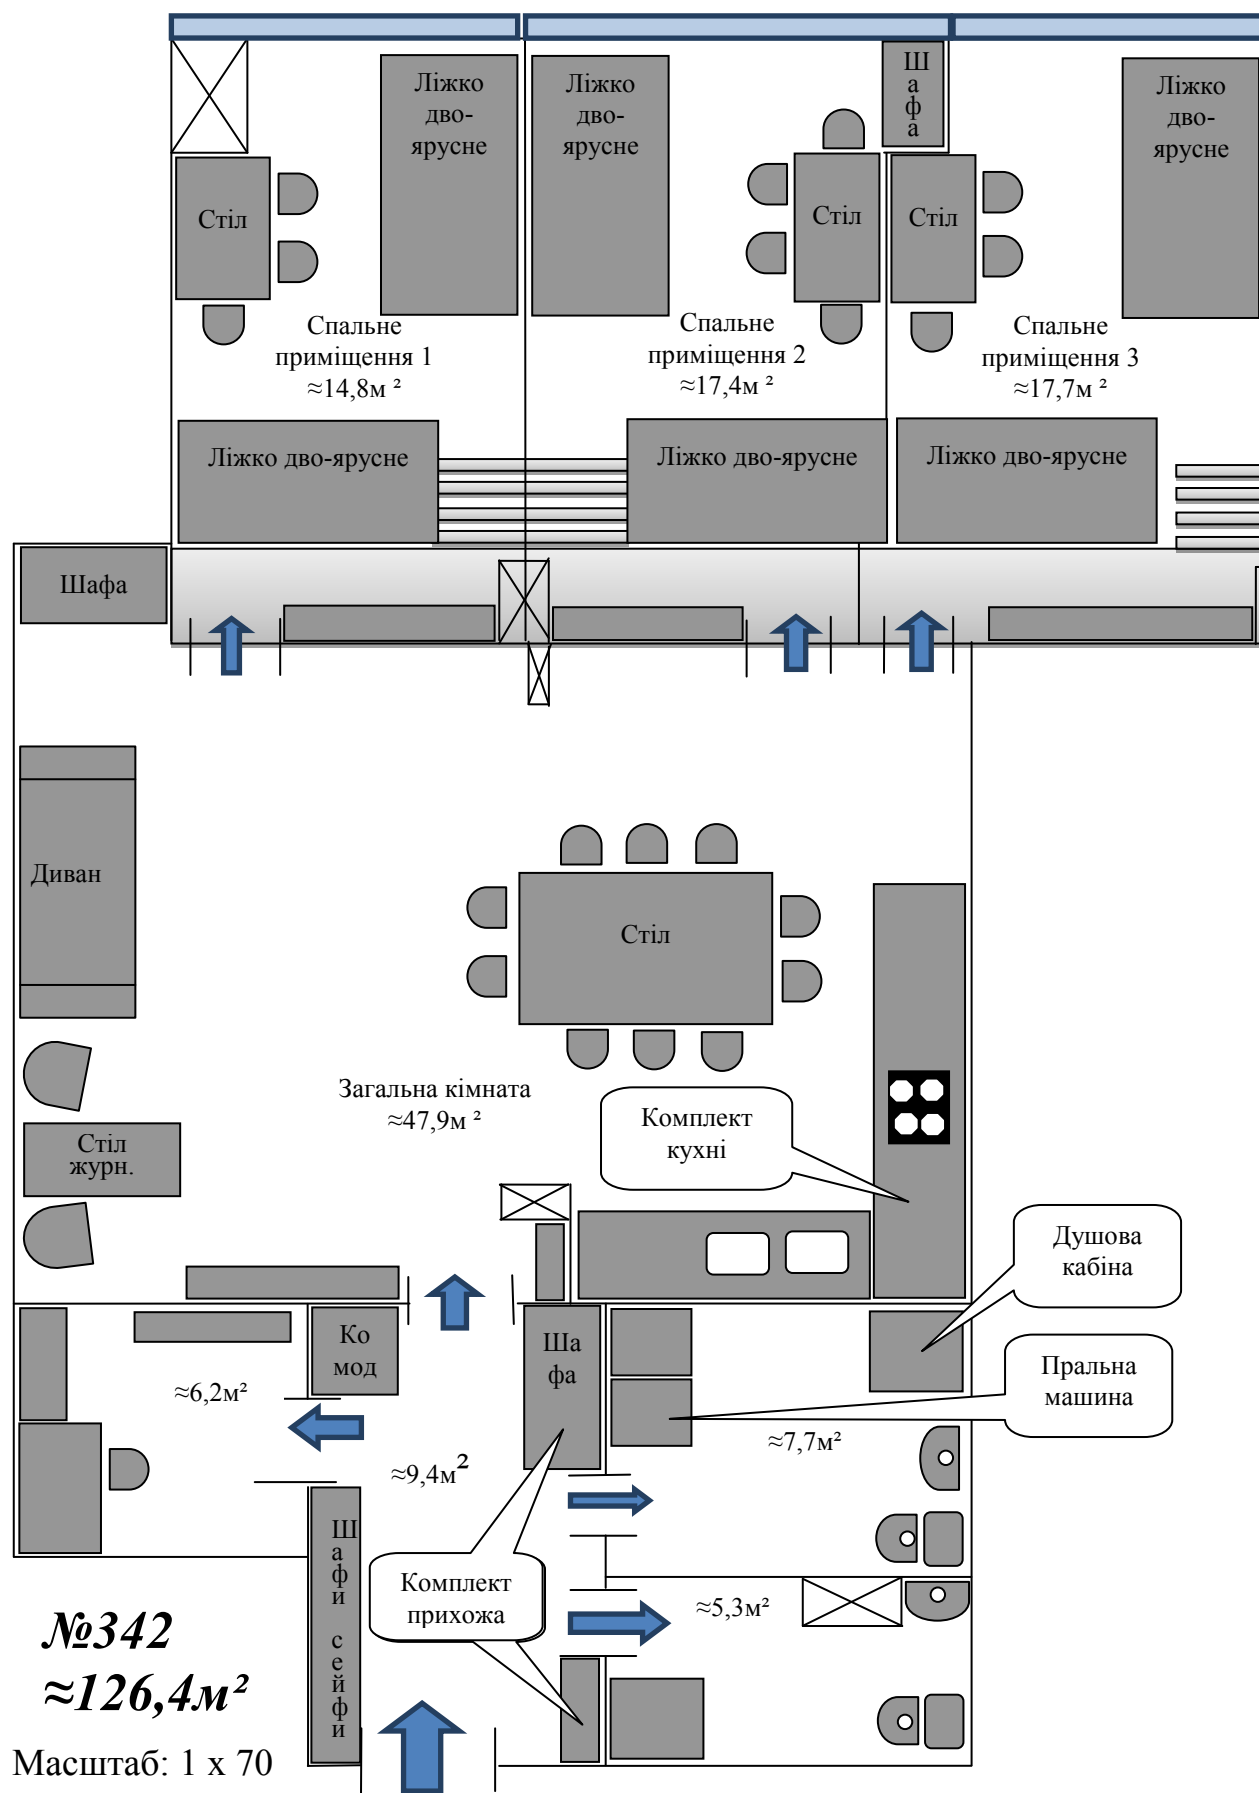 Ліжко
дво-
ярусне
Ліжко
дво-
ярусне
Ш
а
ф
а
Ліжко
дво-
ярусне
Стіл
Стіл
Стіл
Спальне
приміщення 1
≈14,8м ²
Спальне
приміщення 2
≈17,4м ²
Спальне
приміщення 3
≈17,7м ²
Ліжко дво-ярусне
Ліжко дво-ярусне
Ліжко дво-ярусне
Шафа
Диван
Стіл
Загальна кімната
≈47,9м ²
Комплект
кухні
Стіл
журн.
Душова
кабіна
Ко
мод
Ша
фа
Пральна
машина
≈6,2м²
≈7,7м²
≈9,4м²
Ш
а
ф
и
с
е
й
ф
и
Комплект
прихожа
≈5,3м²
№342
≈126,4м²
Масштаб: 1 х 70